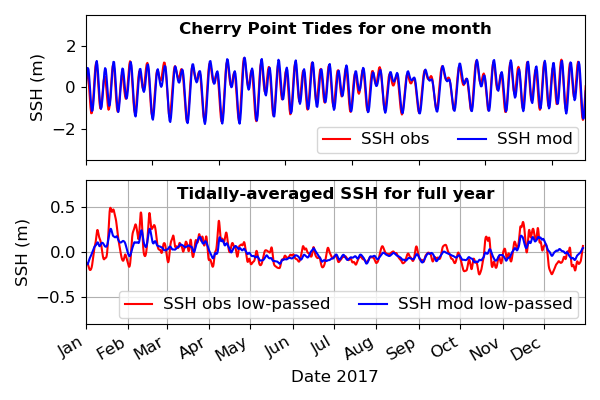 Cherry Point Tides for one month
SSH (m)
2
0
−2
SSH obs
SSH mod
Tidally-averaged SSH for full year
SSH (m)
0.5
0.0
−0.5
SSH obs low-passed
SSH mod low-passed
Jan
Feb
Mar
Apr
May
Jun
Jul
Aug
Sep
Oct
Nov
Dec
Date 2017